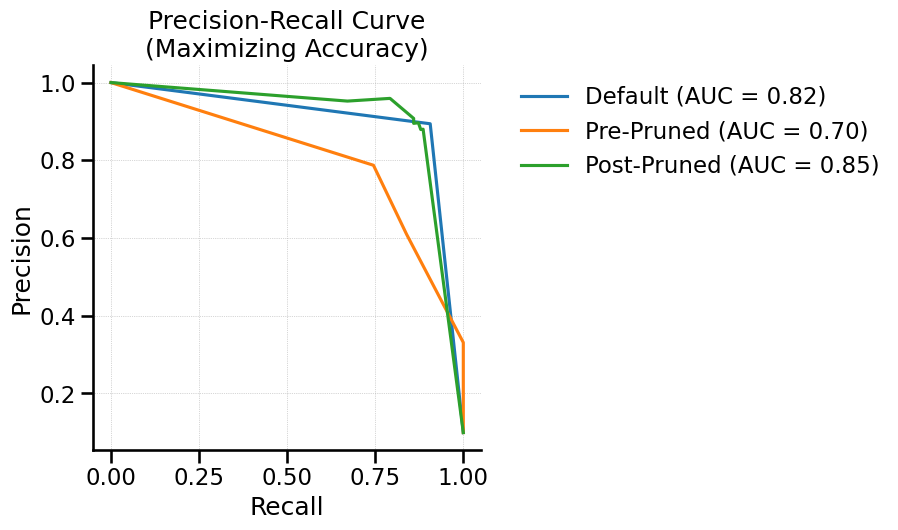 Precision-Recall Curve
(Maximizing Accuracy)
1.0
0.8
0.6
0.4
0.2
Precision
0.00 0.25 0.50 0.75 1.00
Recall
Default (AUC = 0.82)
Pre-Pruned (AUC = 0.70)
Post-Pruned (AUC = 0.85)